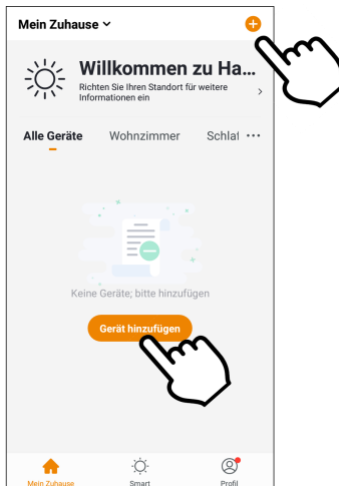 Mein Zuhause
Willkommen zu Ha...
Richten Sie Ihren Standort für weitere
Informationen ein
Alle Geräte Wohnzimmer Schlaf ...
Keine Geräte; bitte hinzufügen
Gerät hinzufügen
Mein Zuhause Smart Profil